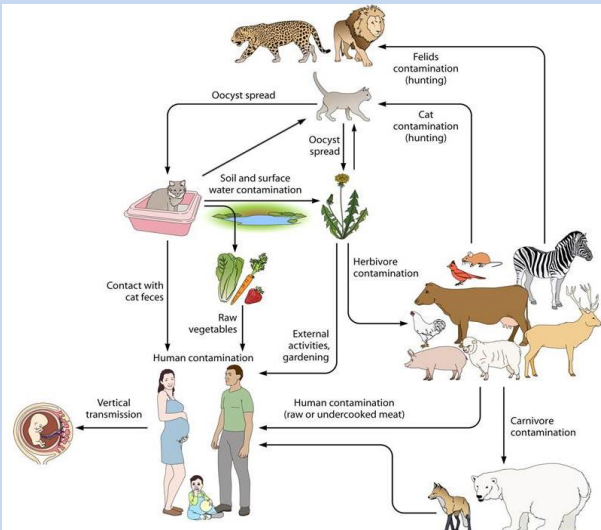 Felids
contamination
(hunting)
Oocyst spread
Cat
contamination
(hunting)
Oocyst
spread
Soil and surface
water contamination
Herbivore
contamination
Contact with
cat feces
Raw
vegetables
External
activities,
gardening
Human contamination
Vertical
transmission
Human contamination
(raw or undercooked meat)
Carnivore
contamination